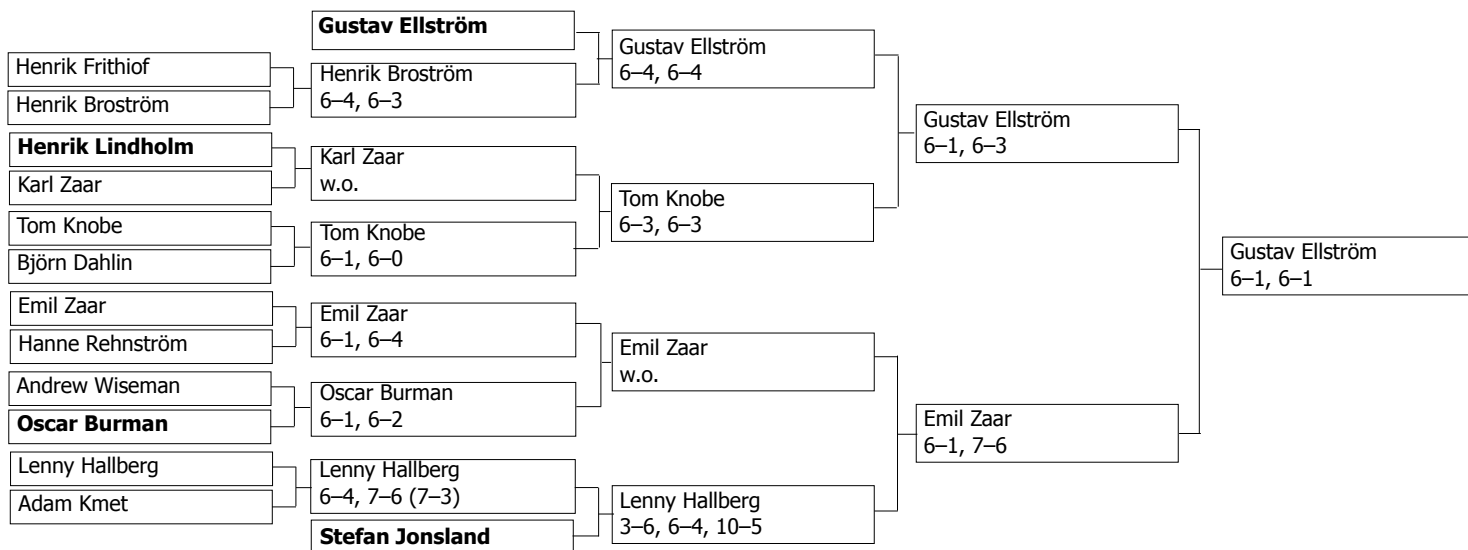 Henrik Frithiof
Henrik Broström
Henrik Lindholm
Karl Zaar
Tom Knobe
Björn Dahlin
Emil Zaar
Hanne Rehnström
Andrew Wiseman
Oscar Burman
Lenny Hallberg
Adam Kmet
Gustav Ellström
Henrik Broström
6–4, 6–3
Karl Zaar
w.o.
Tom Knobe
6–1, 6–0
Emil Zaar
6–1, 6–4
Oscar Burman
6–1, 6–2
Lenny Hallberg
6–4, 7–6 (7–3)
Stefan Jonsland
Gustav Ellström
6–4, 6–4
Tom Knobe
6–3, 6–3
Emil Zaar
w.o.
Lenny Hallberg
3–6, 6–4, 10–5
Gustav Ellström
6–1, 6–3
Emil Zaar
6–1, 7–6
Gustav Ellström
6–1, 6–1